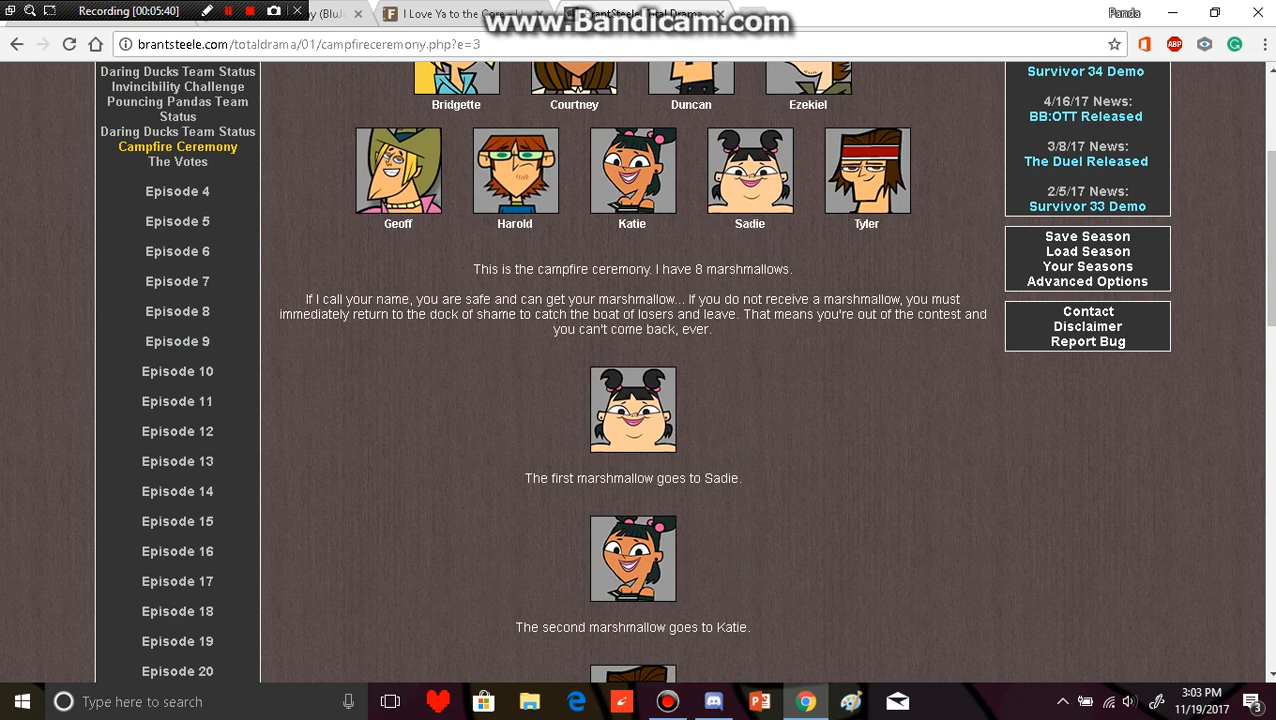 Recording [00:05:40]
www.Bandicam.com
(BluJ
I Love Ya to the Core -
BrantSteele Total Drama
Panda
brantsteele.com/totaldrama/01/campfireceremony.php?e=3
Daring Ducks Team Status
Invincibility Challenge
Pouncing Pandas Team
Status
Daring Ducks Team Status
Campfire Ceremony
The Votes
Episode 4
Episode 5
Episode 6
Episode 7
Episode 8
Episode 9
Episode 10
Episode 11
Episode 12
Episode 13
Episode 14
Episode 15
Episode 16
Episode 17
Episode 18
Episode 19
Episode 20
Bridgette
Courtney
Duncan
Ezekiel
Geoff
Harold
Katie
Sadie
Tyler
This is the campfire ceremony. I have 8 marshmallows.
If I call your name, you are safe and can get your marshmallow... If you do not receive a marshmallow, you must
immediately return to the dock of shame to catch the boat of losers and leave. That means you're out of the contest and
you can't come back, ever.
The first marshmallow goes to Sadie.
The second marshmallow goes to Katie.
Survivor 34 Demo
4/16/17 News:
BB:OTT Released
3/8/17 News:
The Duel Released
2/5/17 News:
Survivor 33 Demo
Save Season
Load Season
Your Seasons
Advanced Options
Contact
Disclaimer
Report Bug
ABP
Type here to search
6:03 PM
11/19/2017
3